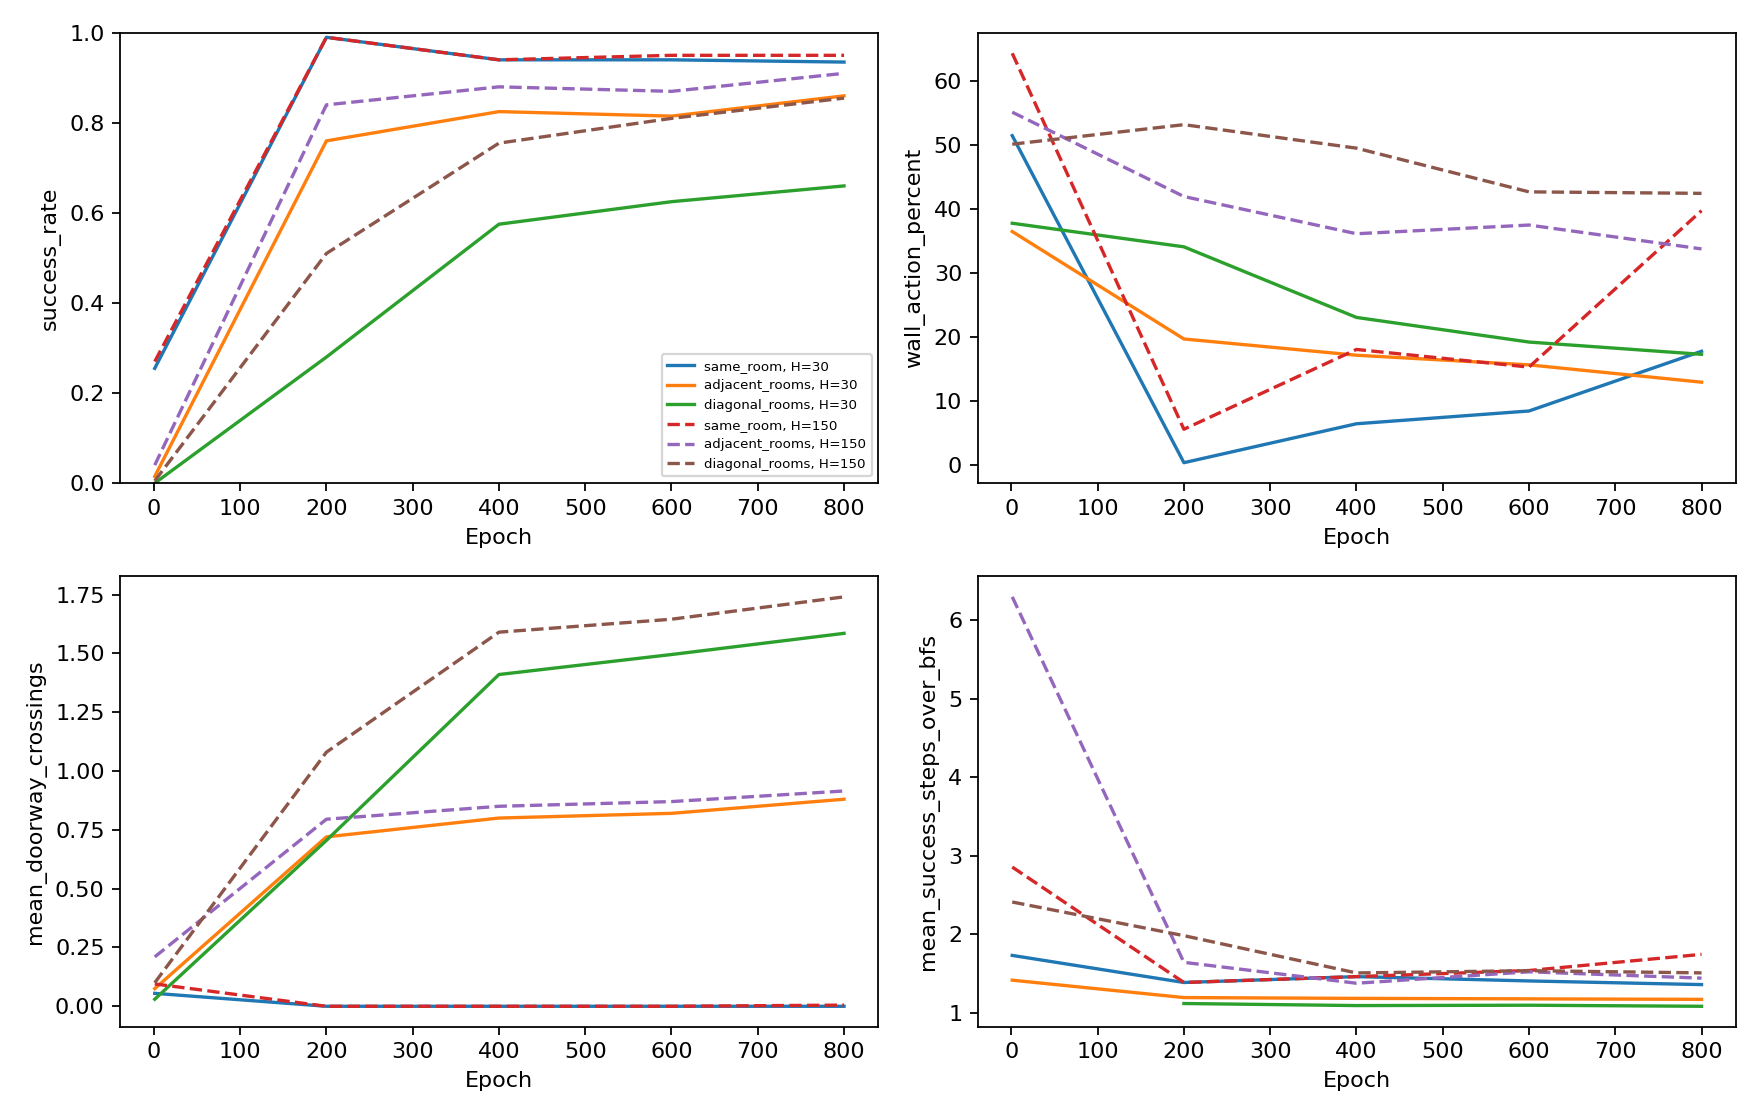 success_rate
1.0
0.8
0.6
0.4
0.2
0.0
0 100 200 300 400 500 600 700 800
Epoch
same_room, H=30
adjacent_rooms, H=30
diagonal_rooms, H=30
same_room, H=150
adjacent_rooms, H=150
diagonal_rooms, H=150
wall_action_percent
60
50
40
30
20
10
0
0 100 200 300 400 500 600 700 800
Epoch
mean_doorway_crossings
1.75
1.50
1.25
1.00
0.75
0.50
0.25
0.00
0 100 200 300 400 500 600 700 800
Epoch
mean_success_steps_over_bfs
6
5
4
3
2
1
0 100 200 300 400 500 600 700 800
Epoch